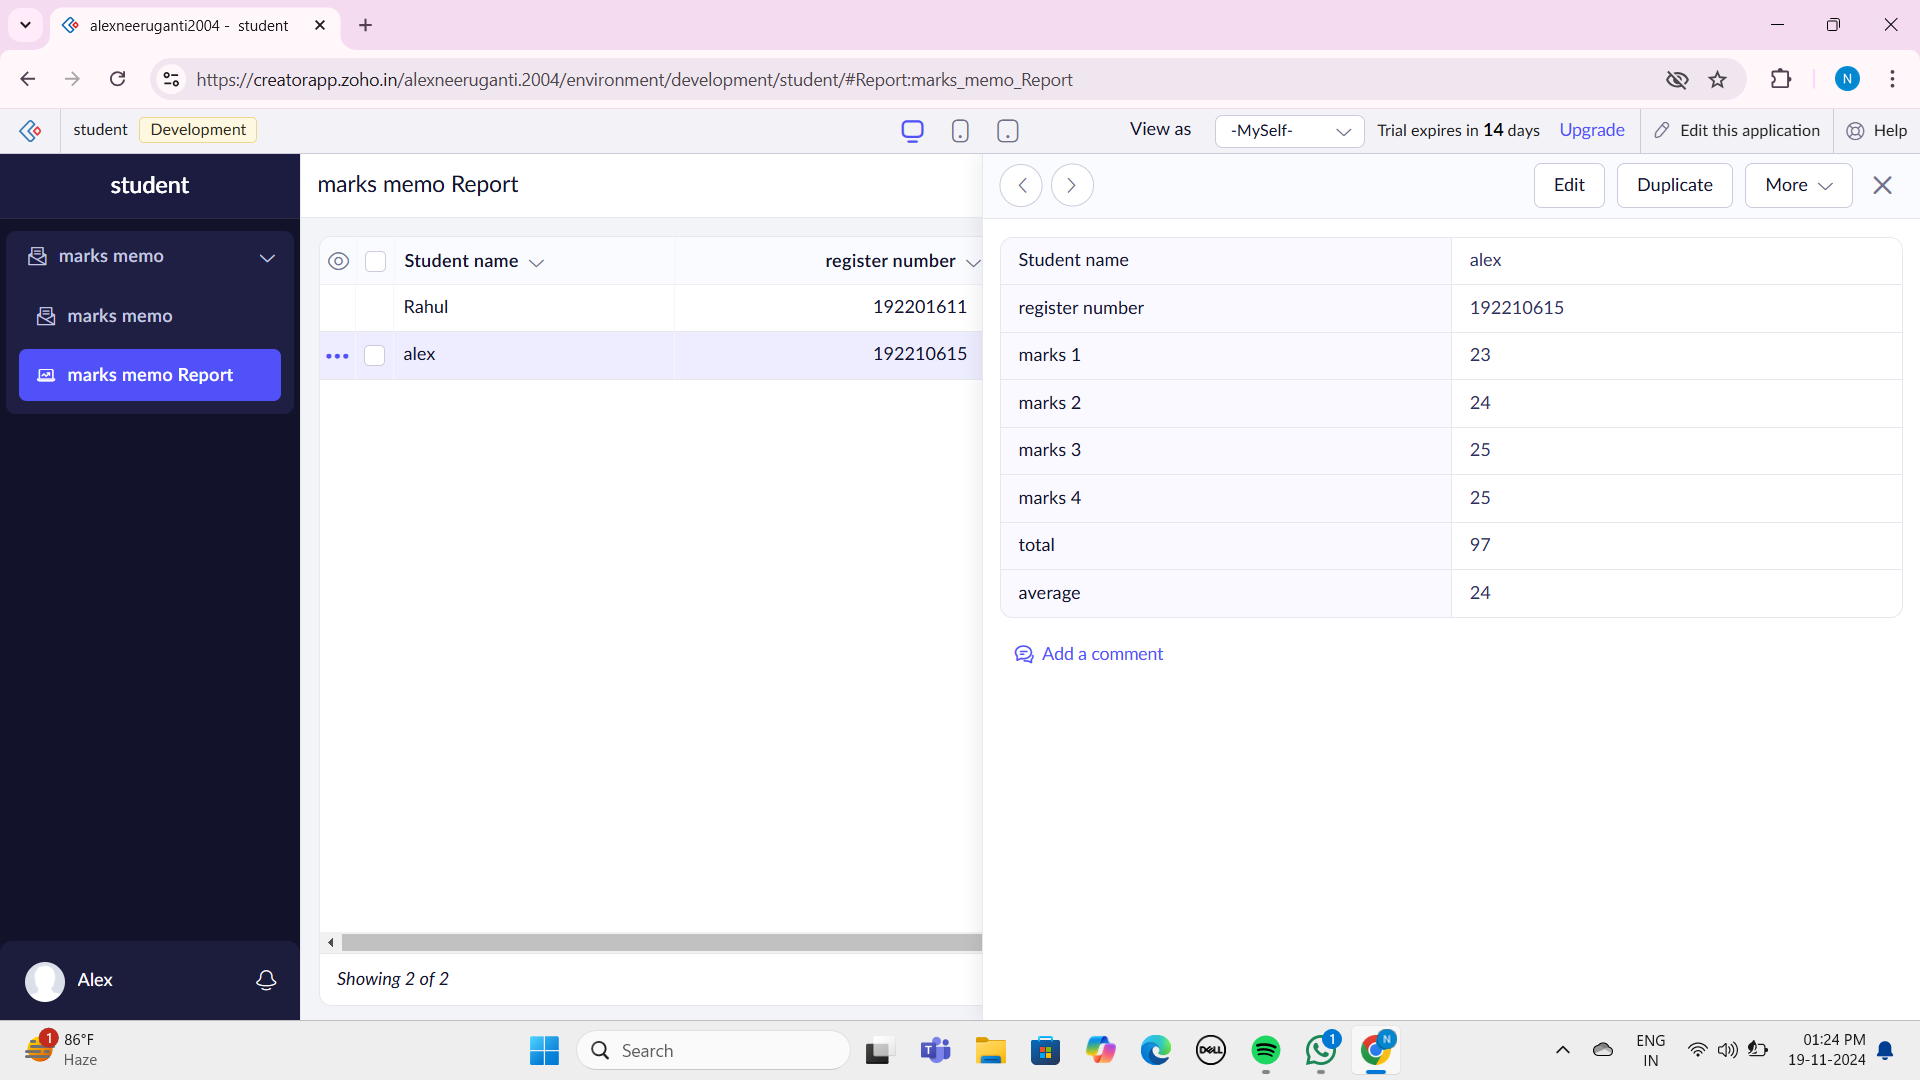 alexneeruganti2004 - student
https://creatorapp.zoho.in/alexneeruganti.2004/environment/development/student/#Report:marks_memo_Report
N
student Development View as -MySelf- Trial expires in 14 days Upgrade Edit this application Help
student
marks memo
marks memo
marks memo Report
Alex
marks memo Report
Student name register number
Rahul 192201611
alex 192210615
Showing 2 of 2
Edit Duplicate More
Student name alex
register number 192210615
marks 1 23
marks 2 24
marks 3 25
marks 4 25
total 97
average 24
Add a comment
1
86°F
Haze
Search
T
DELL
1
N
ENG
IN
01:24 PM
19-11-2024